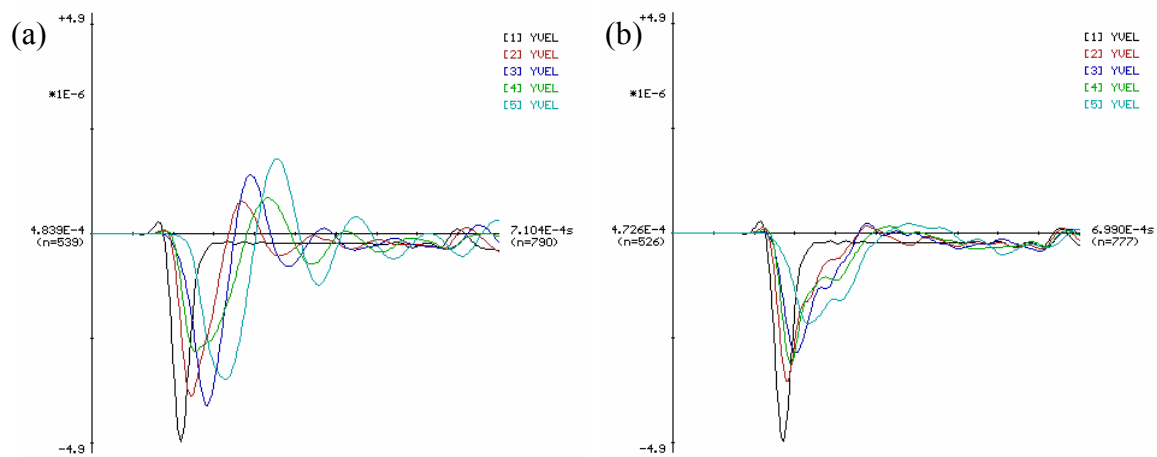 (a)
+4.9
*1E-6
[1] YVEL
[2] YVEL
[3] YVEL
[4] YVEL
[5] YVEL
4.839E-4
(n=539)
7.104E-4s
(n=790)
-4.9
(b)
+4.9
*1E-6
[1] YVEL
[2] YVEL
[3] YVEL
[4] YVEL
[5] YVEL
4.726E-4
(n=526)
6.990E-4s
(n=777)
-4.9